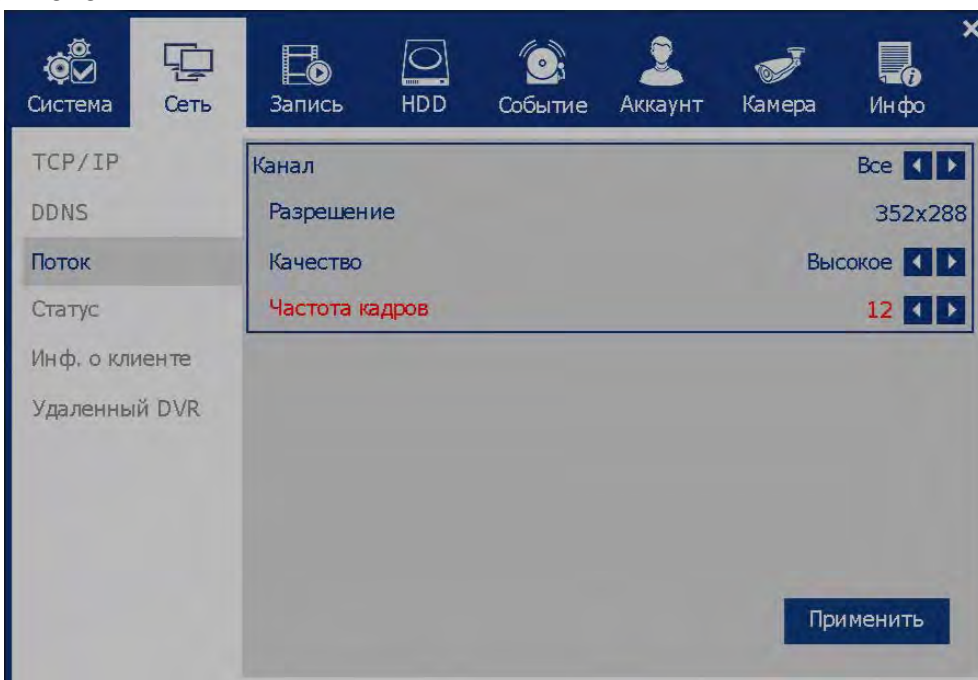 Система Сеть Запись HDD Событие Аккаунт Камера Инфо
TCP/IP
DDNS
Поток
Статус
Инф. о клиенте
Удаленный DVR
Канал Все
Разрешение 352x288
Качество Высокое
Частота кадров 12
Применить